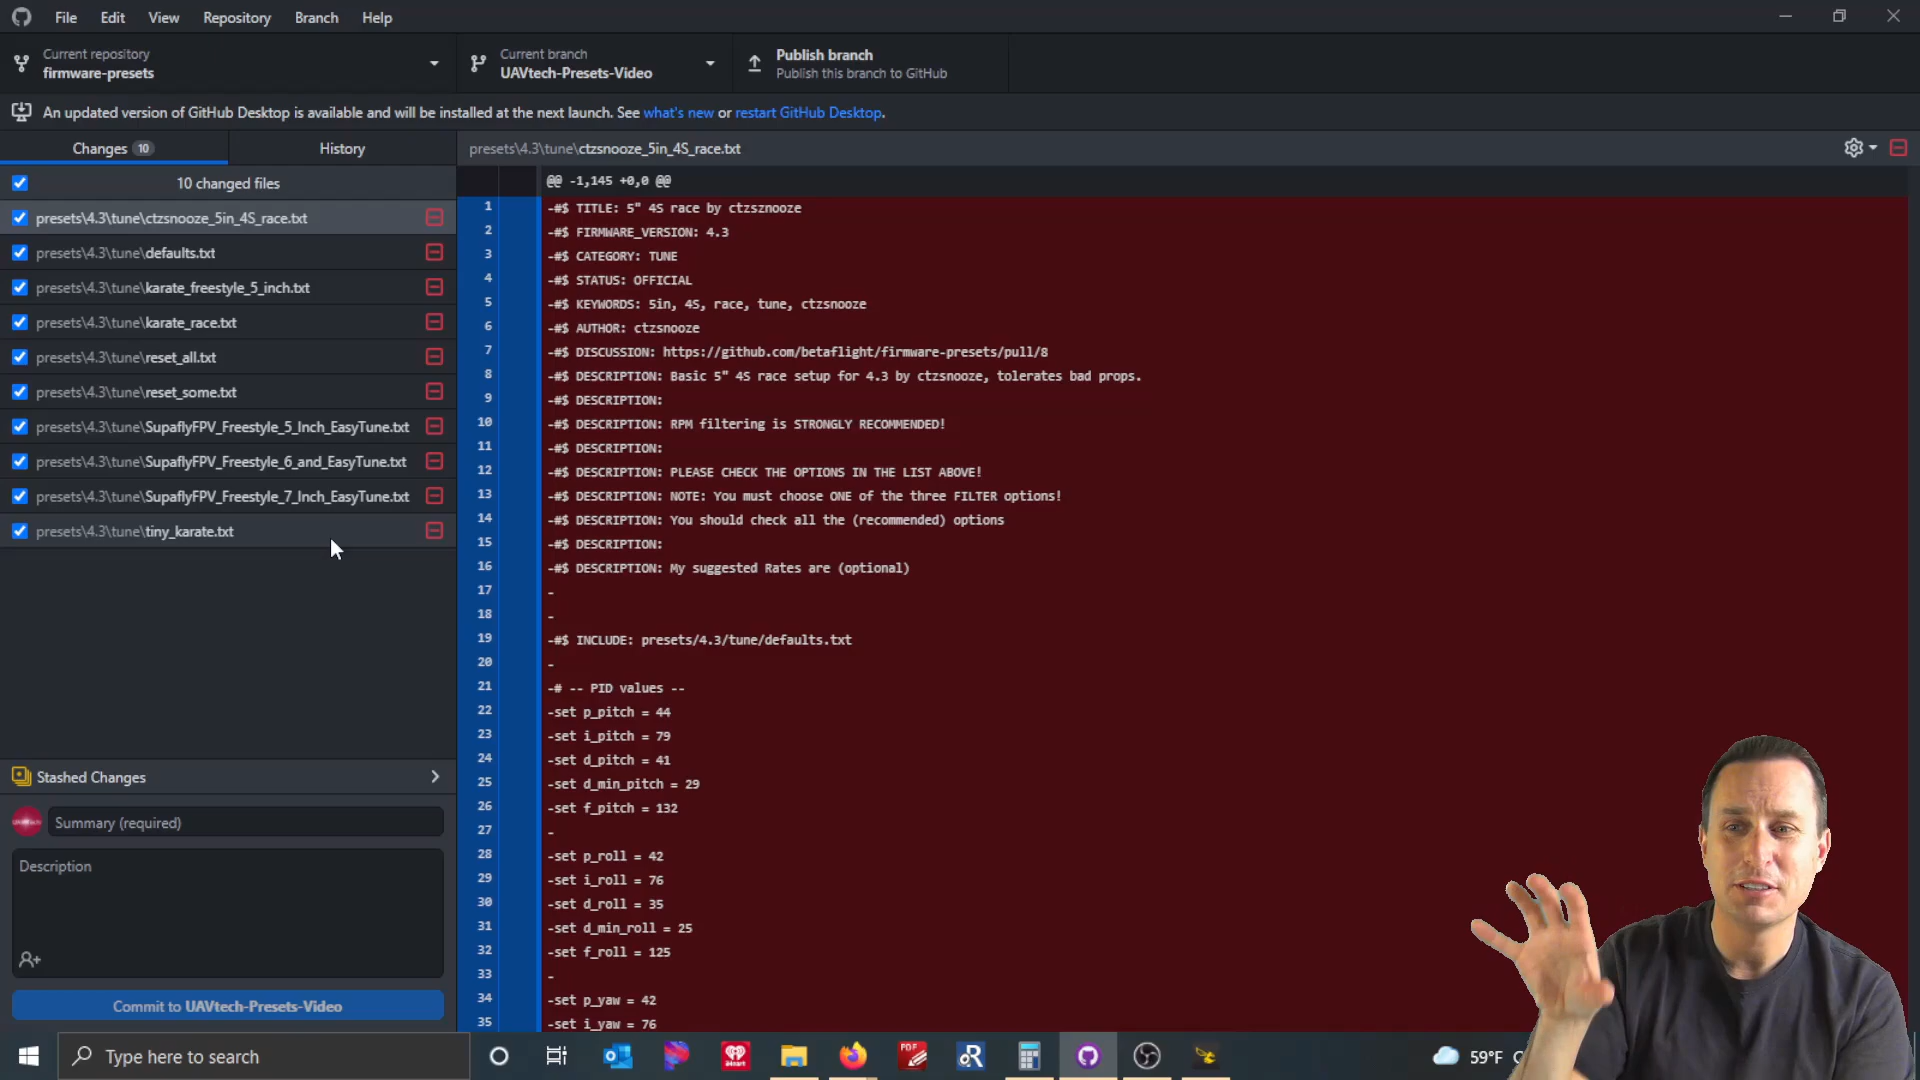 File Edit View Repository Branch Help
Current repository
firmware-presets
Current branch
UAVtech-Presets-Video
Publish branch
Publish this branch to GitHub
An updated version of GitHub Desktop is available and will be installed at the next launch. See what's new or restart GitHub Desktop.
Changes 10
History
presets\4.3\tune\ctzsnooze_5in_4S_race.txt
10 changed files
presets\4.3\tune\ctzsnooze_5in_4S_race.txt
presets\4.3\tune\defaults.txt
presets\4.3\tune\karate_freestyle_5_inch.txt
presets\4.3\tune\karate_race.txt
presets\4.3\tune\reset_all.txt
presets\4.3\tune\reset_some.txt
presets\4.3\tune\SupaflyFPV_Freestyle_5_Inch_EasyTune.txt
presets\4.3\tune\SupaflyFPV_Freestyle_6_and_EasyTune.txt
presets\4.3\tune\SupaflyFPV_Freestyle_7_Inch_EasyTune.txt
presets\4.3\tune\tiny_karate.txt
Stashed Changes
Summary (required)
Description
Commit to UAVtech-Presets-Video
@@ -1,145 +0,0 @@
1 -#$ TITLE: 5" 4S race by ctzsznooze
2 -#$ FIRMWARE_VERSION: 4.3
3 -#$ CATEGORY: TUNE
4 -#$ STATUS: OFFICIAL
5 -#$ KEYWORDS: 5in, 4S, race, tune, ctzsnooze
6 -#$ AUTHOR: ctzsnooze
7 -#$ DISCUSSION: https://github.com/betaflight/firmware-presets/pull/8
8 -#$ DESCRIPTION: Basic 5" 4S race setup for 4.3 by ctzsnooze, tolerates bad props.
9 -#$ DESCRIPTION:
10 -#$ DESCRIPTION: RPM filtering is STRONGLY RECOMMENDED!
11 -#$ DESCRIPTION:
12 -#$ DESCRIPTION: PLEASE CHECK THE OPTIONS IN THE LIST ABOVE!
13 -#$ DESCRIPTION: NOTE: You must choose ONE of the three FILTER options!
14 -#$ DESCRIPTION: You should check all the (recommended) options
15 -#$ DESCRIPTION:
16 -#$ DESCRIPTION: My suggested Rates are (optional)
17 -
18 -
19 -#$ INCLUDE: presets/4.3/tune/defaults.txt
20 -
21 -# -- PID values --
22 -set p_pitch = 44
23 -set i_pitch = 79
24 -set d_pitch = 41
25 -set d_min_pitch = 29
26 -set f_pitch = 132
27 -
28 -set p_roll = 42
29 -set i_roll = 76
30 -set d_roll = 35
31 -set d_min_roll = 25
32 -set f_roll = 125
33 -
34 -set p_yaw = 42
35 -set i_yaw = 76
Type here to search
PDF
59°F